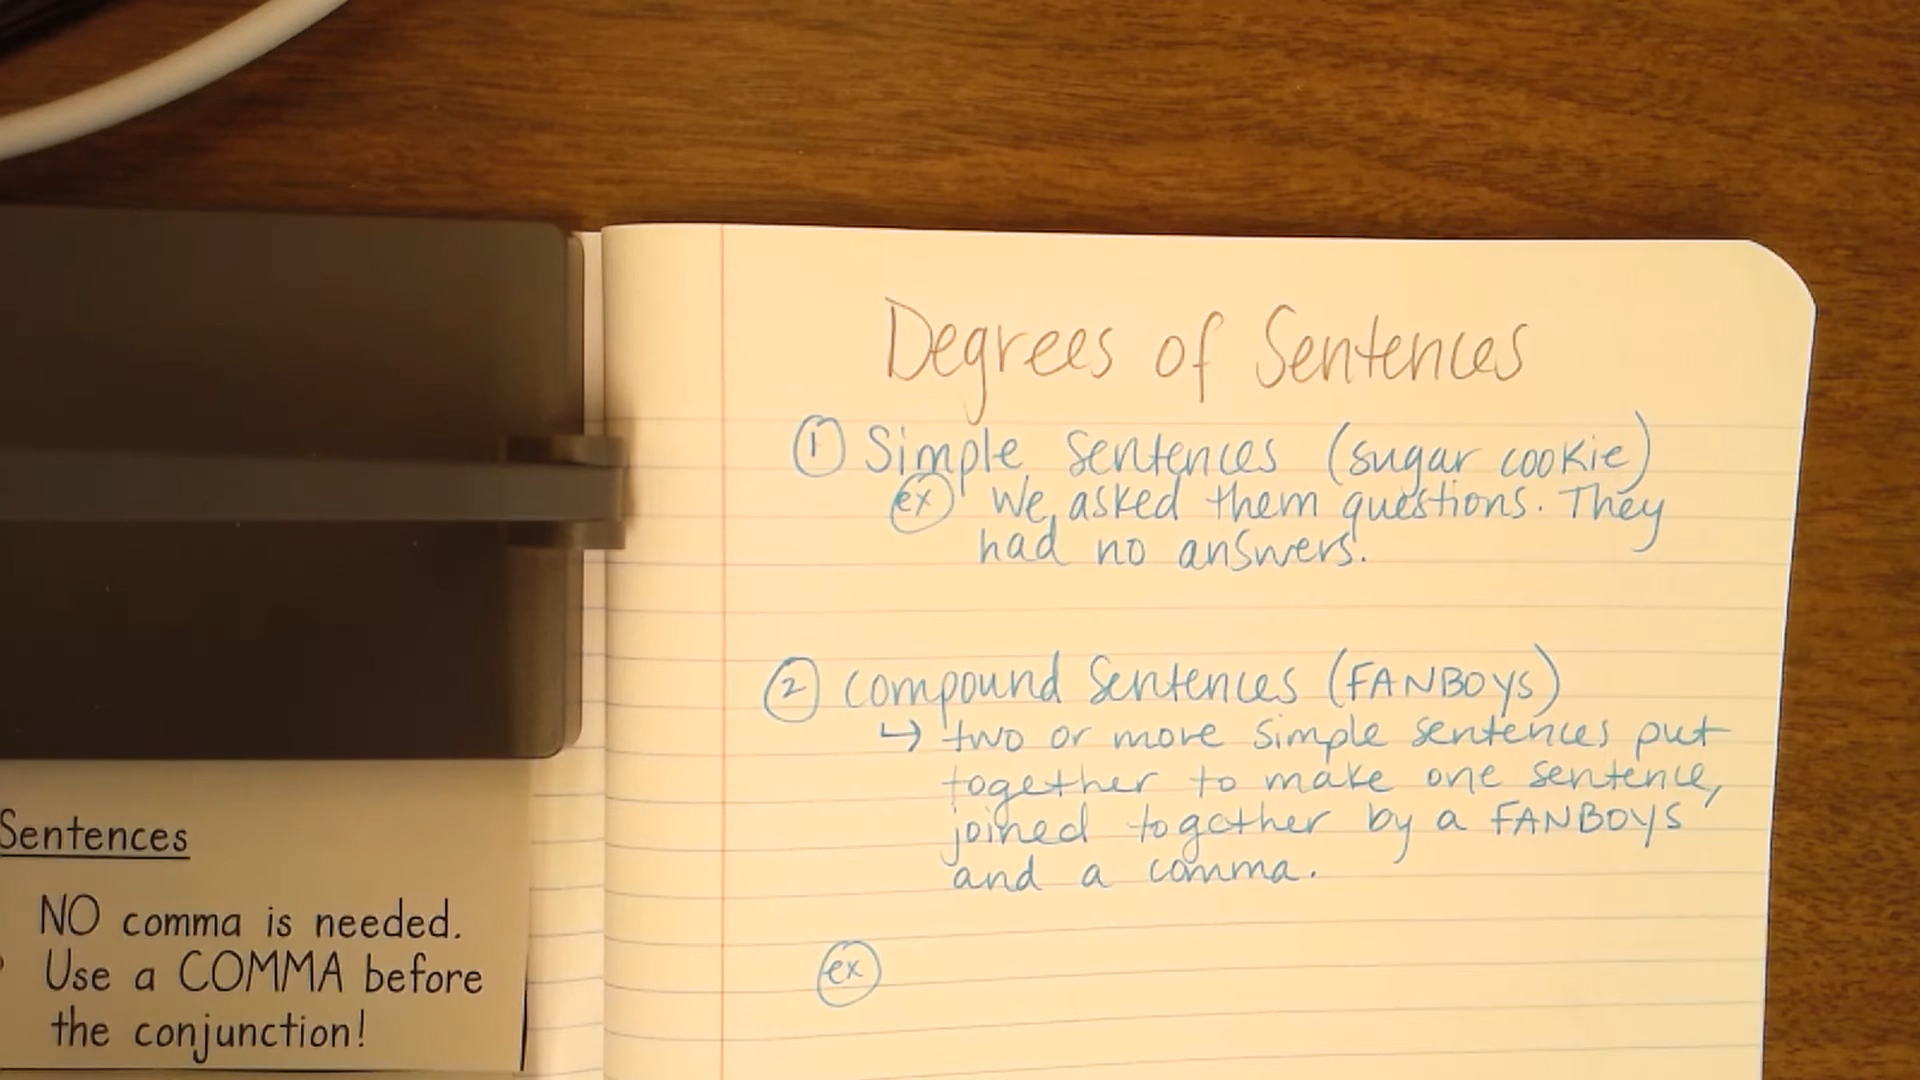 Degrees of Sentences
① Simple Sentences (sugar cookie)
ex We asked them questions. They
had no answers.
② Compound Sentences (FANBOYS)
↳ two or more simple sentences put
together to make one sentence,
joined together by a FANBOYS
and a comma.
ex
Sentences
NO comma is needed.
Use a COMMA before
the conjunction!